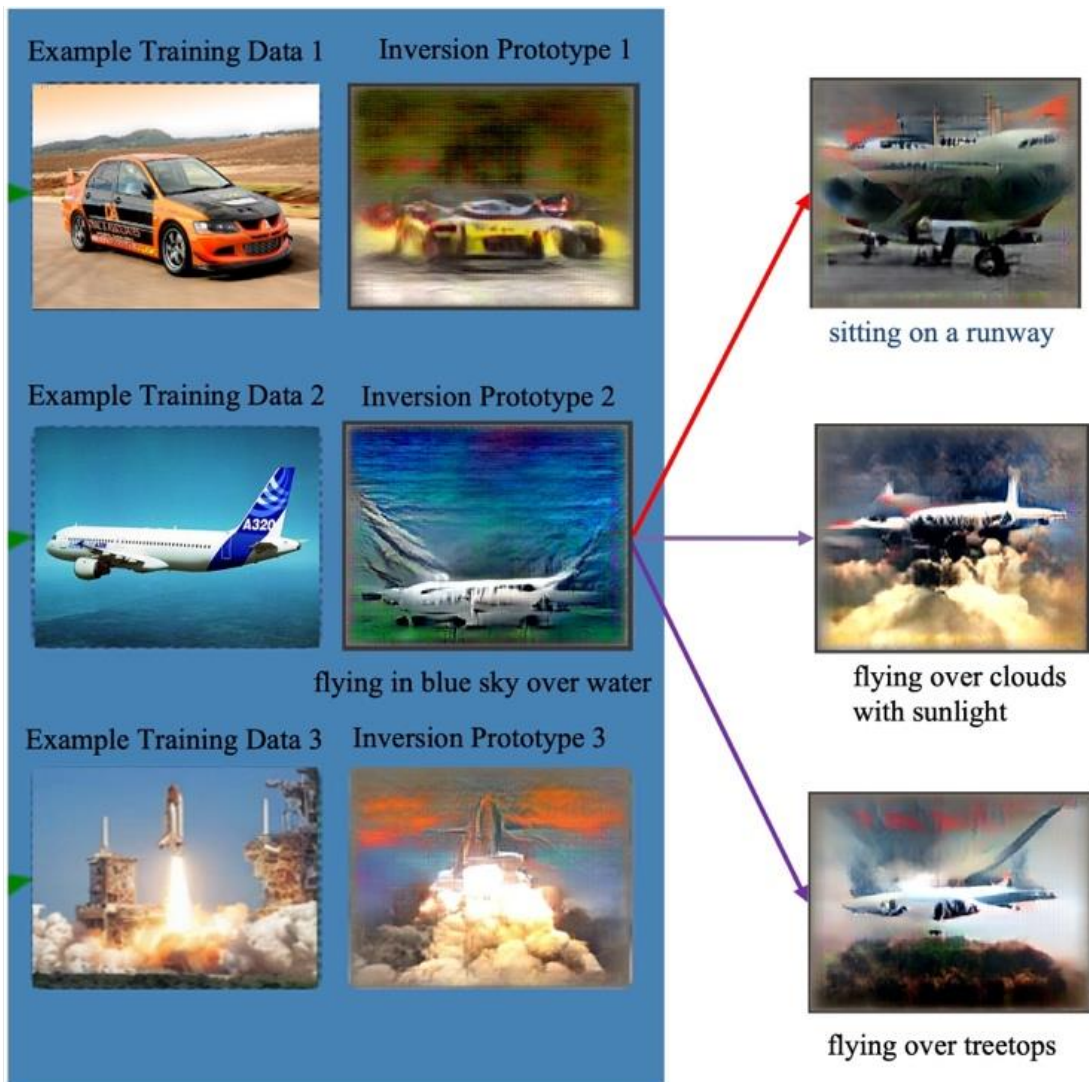 Example Training Data 1
Inversion Prototype 1
sitting on a runway
Example Training Data 2
Inversion Prototype 2
A320
flying in blue sky over water
flying over clouds
with sunlight
Example Training Data 3
Inversion Prototype 3
flying over treetops